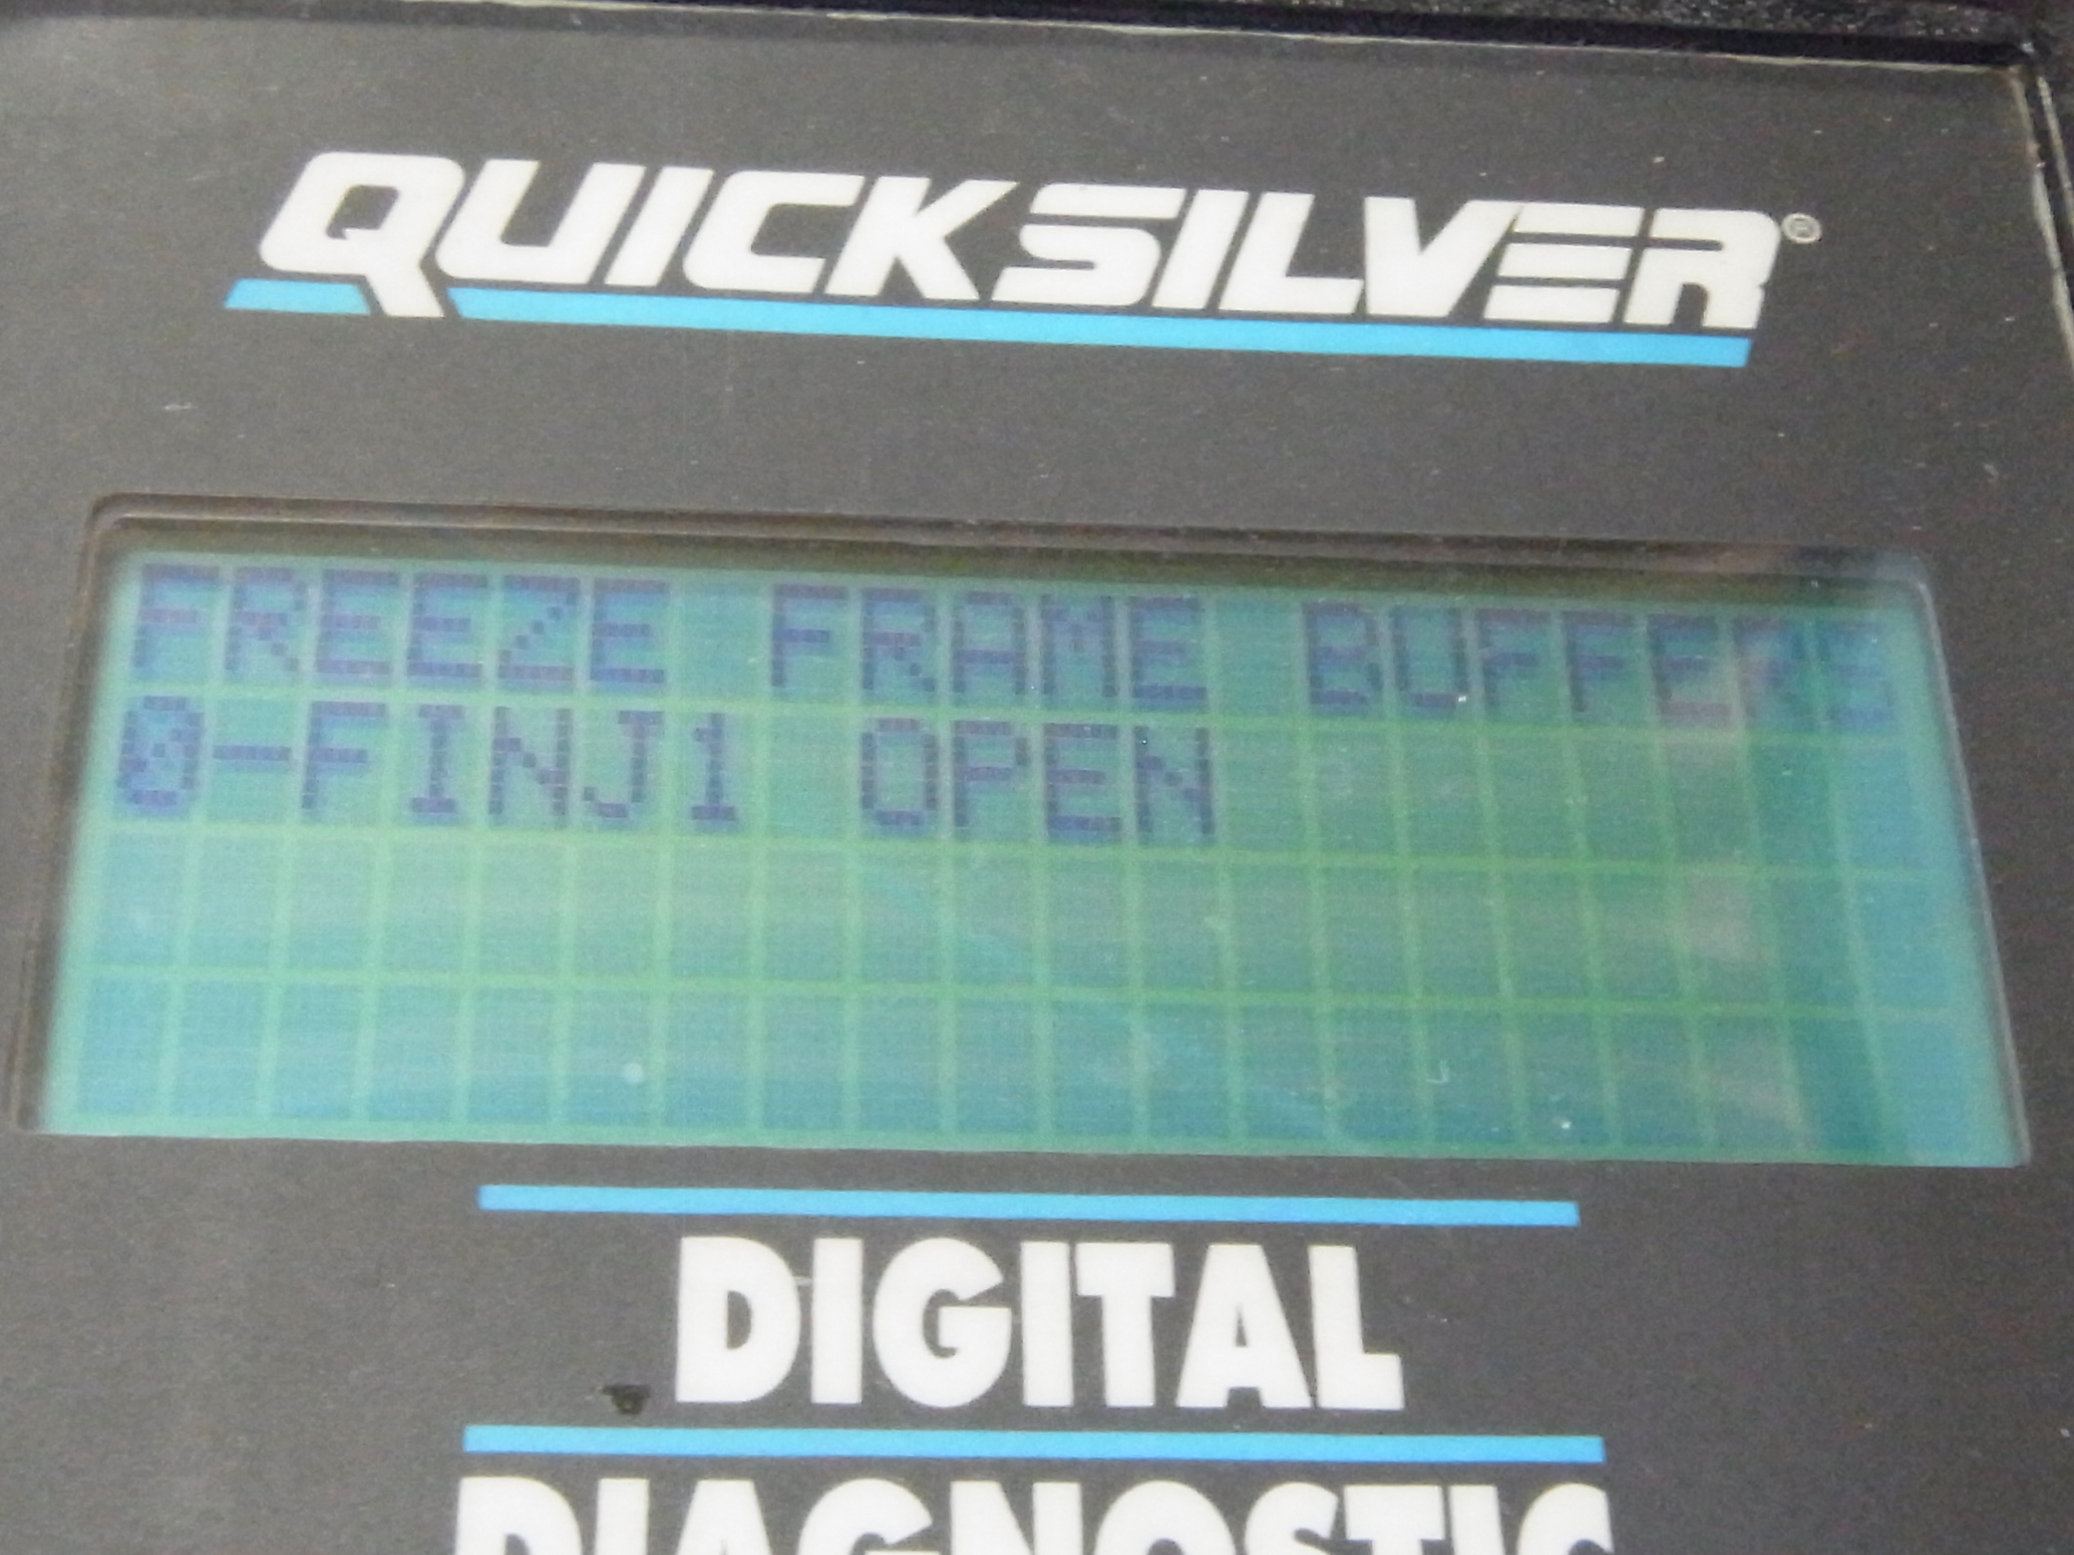 QUICKSILVER®
FREEZE FRAME BUFFERS
0-FINJ1 OPEN
DIGITAL
DIAGNOSTIC